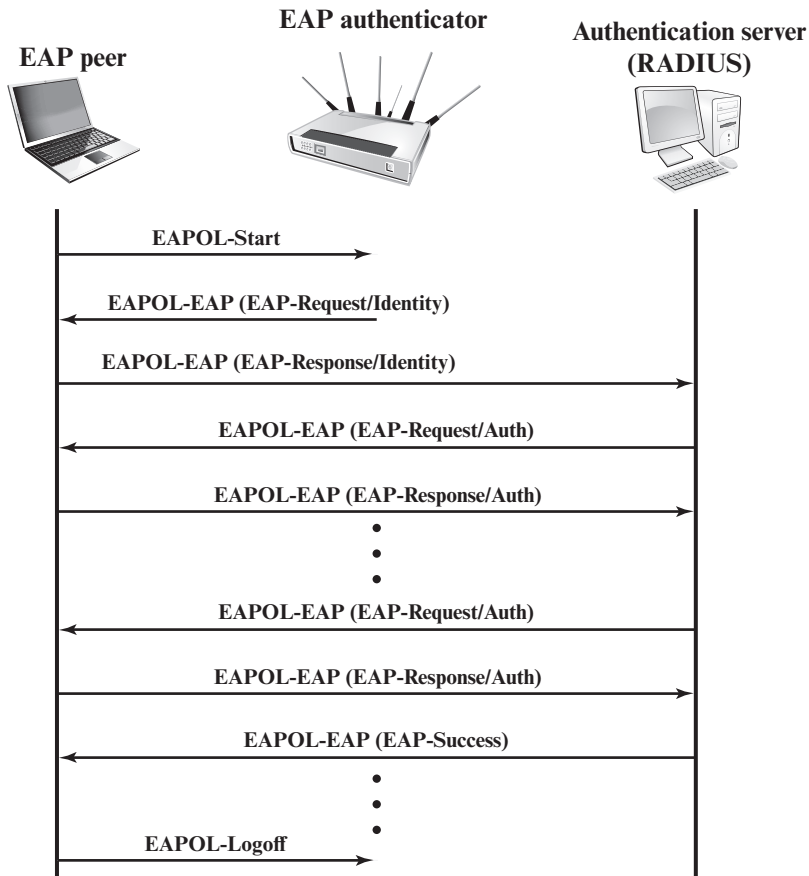 EAP peer
EAP authenticator
Authentication server
(RADIUS)
EAPOL-Start
EAPOL-EAP (EAP-Request/Identity)
EAPOL-EAP (EAP-Response/Identity)
EAPOL-EAP (EAP-Request/Auth)
EAPOL-EAP (EAP-Response/Auth)
EAPOL-EAP (EAP-Request/Auth)
EAPOL-EAP (EAP-Response/Auth)
EAPOL-EAP (EAP-Success)
EAPOL-Logoff